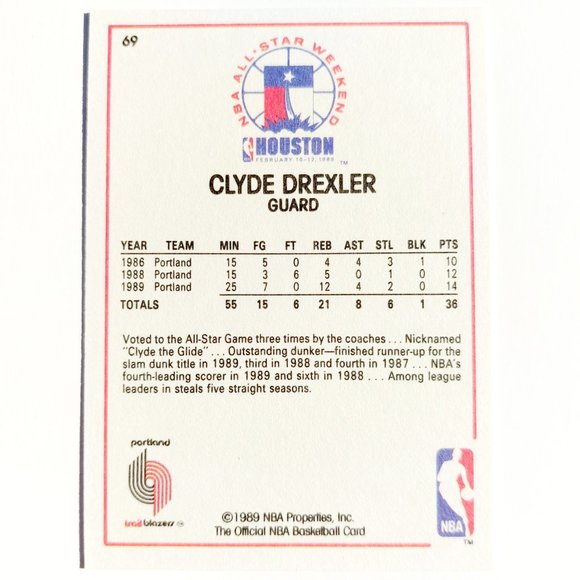 69
NBA ALL·STAR WEEKEND
HOUSTON
FEBRUARY 10-12, 1989
TM
CLYDE DREXLER
GUARD
YEAR TEAM MIN FG FT REB AST STL BLK PTS
1986 Portland 15 5 0 4 4 3 1 10
1988 Portland 15 3 6 5 0 1 0 12
1989 Portland 25 7 0 12 4 2 0 14
TOTALS 55 15 6 21 8 6 1 36
Voted to the All-Star Game three times by the coaches . . . Nicknamed
"Clyde the Glide" . . . Outstanding dunker—finished runner-up for the
slam dunk title in 1989, third in 1988 and fourth in 1987 . . . NBA's
fourth-leading scorer in 1989 and sixth in 1988 . . . Among league
leaders in steals five straight seasons.
portland
trail blazers
©1989 NBA Properties, Inc.
The Official NBA Basketball Card
NBA
TM